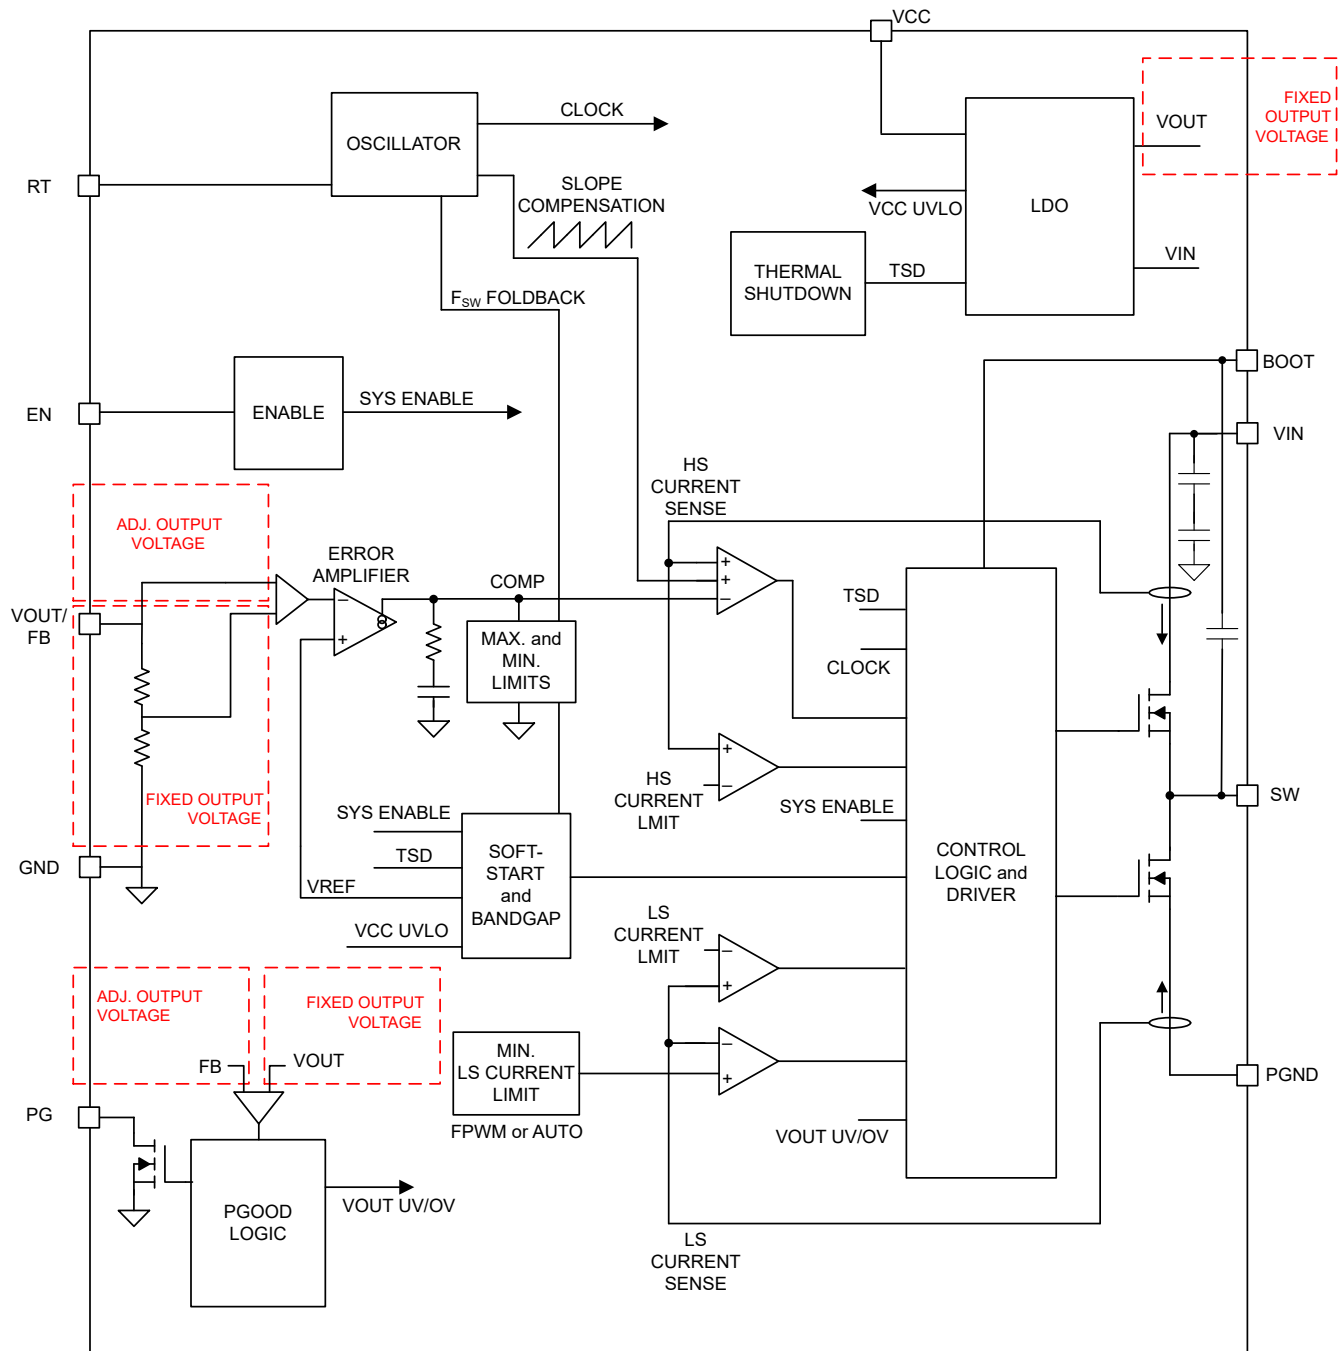 VCC
FIXED
OUTPUT
VOLTAGE
VOUT
CLOCK
OSCILLATOR
RT
SLOPE
COMPENSATION
VCC UVLO
LDO
VIN
THERMAL
SHUTDOWN
TSD
FSW FOLDBACK
BOOT
EN
ENABLE
SYS ENABLE
VIN
HS
CURRENT
SENSE
ADJ. OUTPUT
VOLTAGE
ERROR
AMPLIFIER
COMP
+
+
−
−
+
TSD
VOUT/
FB
MAX. and
MIN.
LIMITS
CLOCK
+
−
HS
CURRENT
LMIT
FIXED OUTPUT
VOLTAGE
SYS ENABLE
SW
SYS ENABLE
TSD
VREF
VCC UVLO
SOFT-
START
and
BANDGAP
CONTROL
LOGIC and
DRIVER
GND
LS
CURRENT
LMIT
−
+
ADJ. OUTPUT
VOLTAGE
FIXED OUTPUT
VOLTAGE
FB
VOUT
MIN.
LS CURRENT
LIMIT
−
+
PGND
PG
FPWM or AUTO
VOUT UV/OV
PGOOD
LOGIC
VOUT UV/OV
LS
CURRENT
SENSE